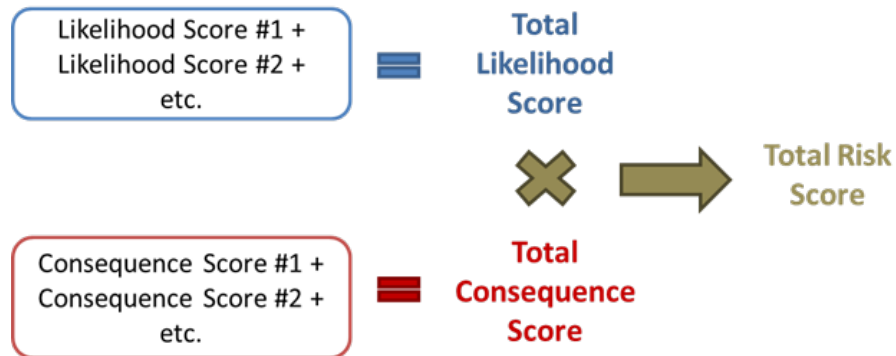 Likelihood Score #1 +
Likelihood Score #2 +
etc.
Total
Likelihood
Score
Total Risk
Score
Consequence Score #1 +
Consequence Score #2 +
etc.
Total
Consequence
Score